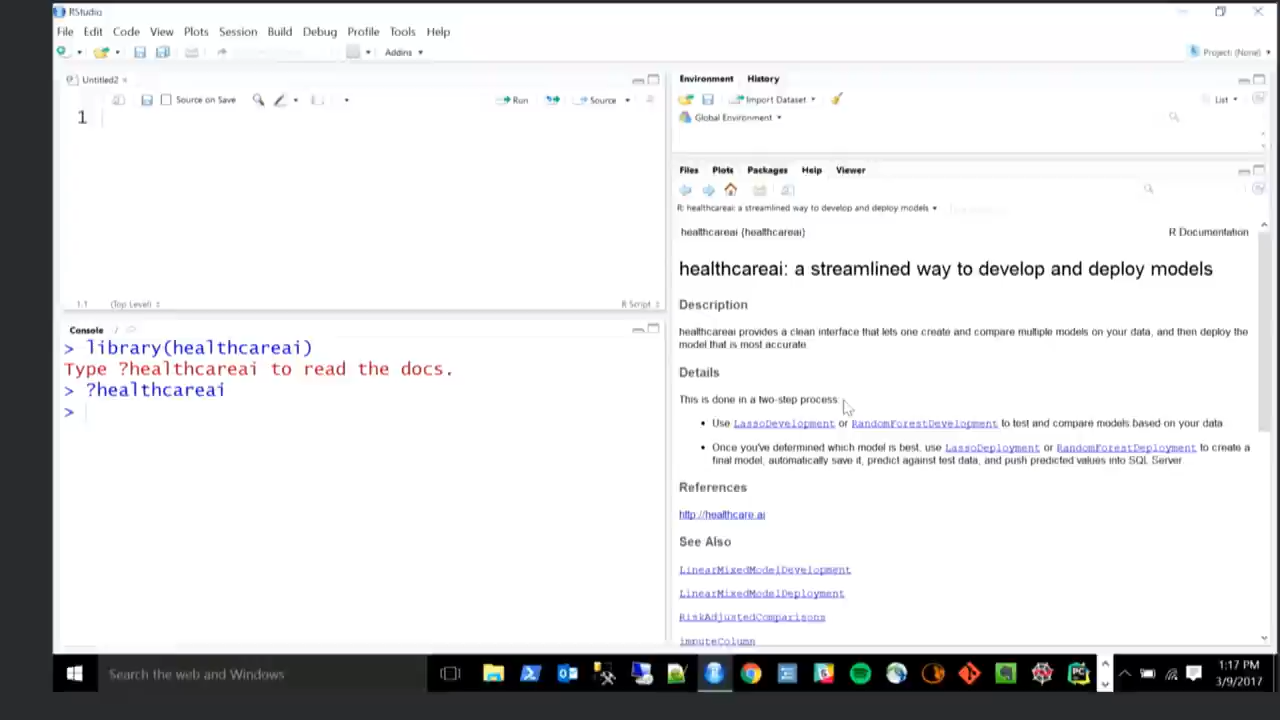 RStudio
File Edit Code View Plots Session Build Debug Profile Tools Help
Addins
Project: (None)
Untitled2
Source on Save
Run
Source
1
1:1 (Top Level) R Script
Console /
> library(healthcareai)
Type ?healthcareai to read the docs.
> ?healthcareai
>
Environment History
Import Dataset
List
Global Environment
Files Plots Packages Help Viewer
R: healthcareai: a streamlined way to develop and deploy models
healthcareai {healthcareai}
R Documentation
healthcareai: a streamlined way to develop and deploy models
Description
healthcareai provides a clean interface that lets one create and compare multiple models on your data, and then deploy the
model that is most accurate
Details
This is done in a two-step process
• Use LassoDevelopment or RandomForestDevelopment to test and compare models based on your data
• Once you've determined which model is best, use LassoDeployment or RandomForestDeployment to create a
final model, automatically save it, predict against test data, and push predicted values into SQL Server
References
http://healthcare.ai
See Also
LinearMixedModelDevelopment
LinearMixedModelDeployment
RiskAdjustedComparisons
imputeColumn
Search the web and Windows
1:17 PM
3/9/2017